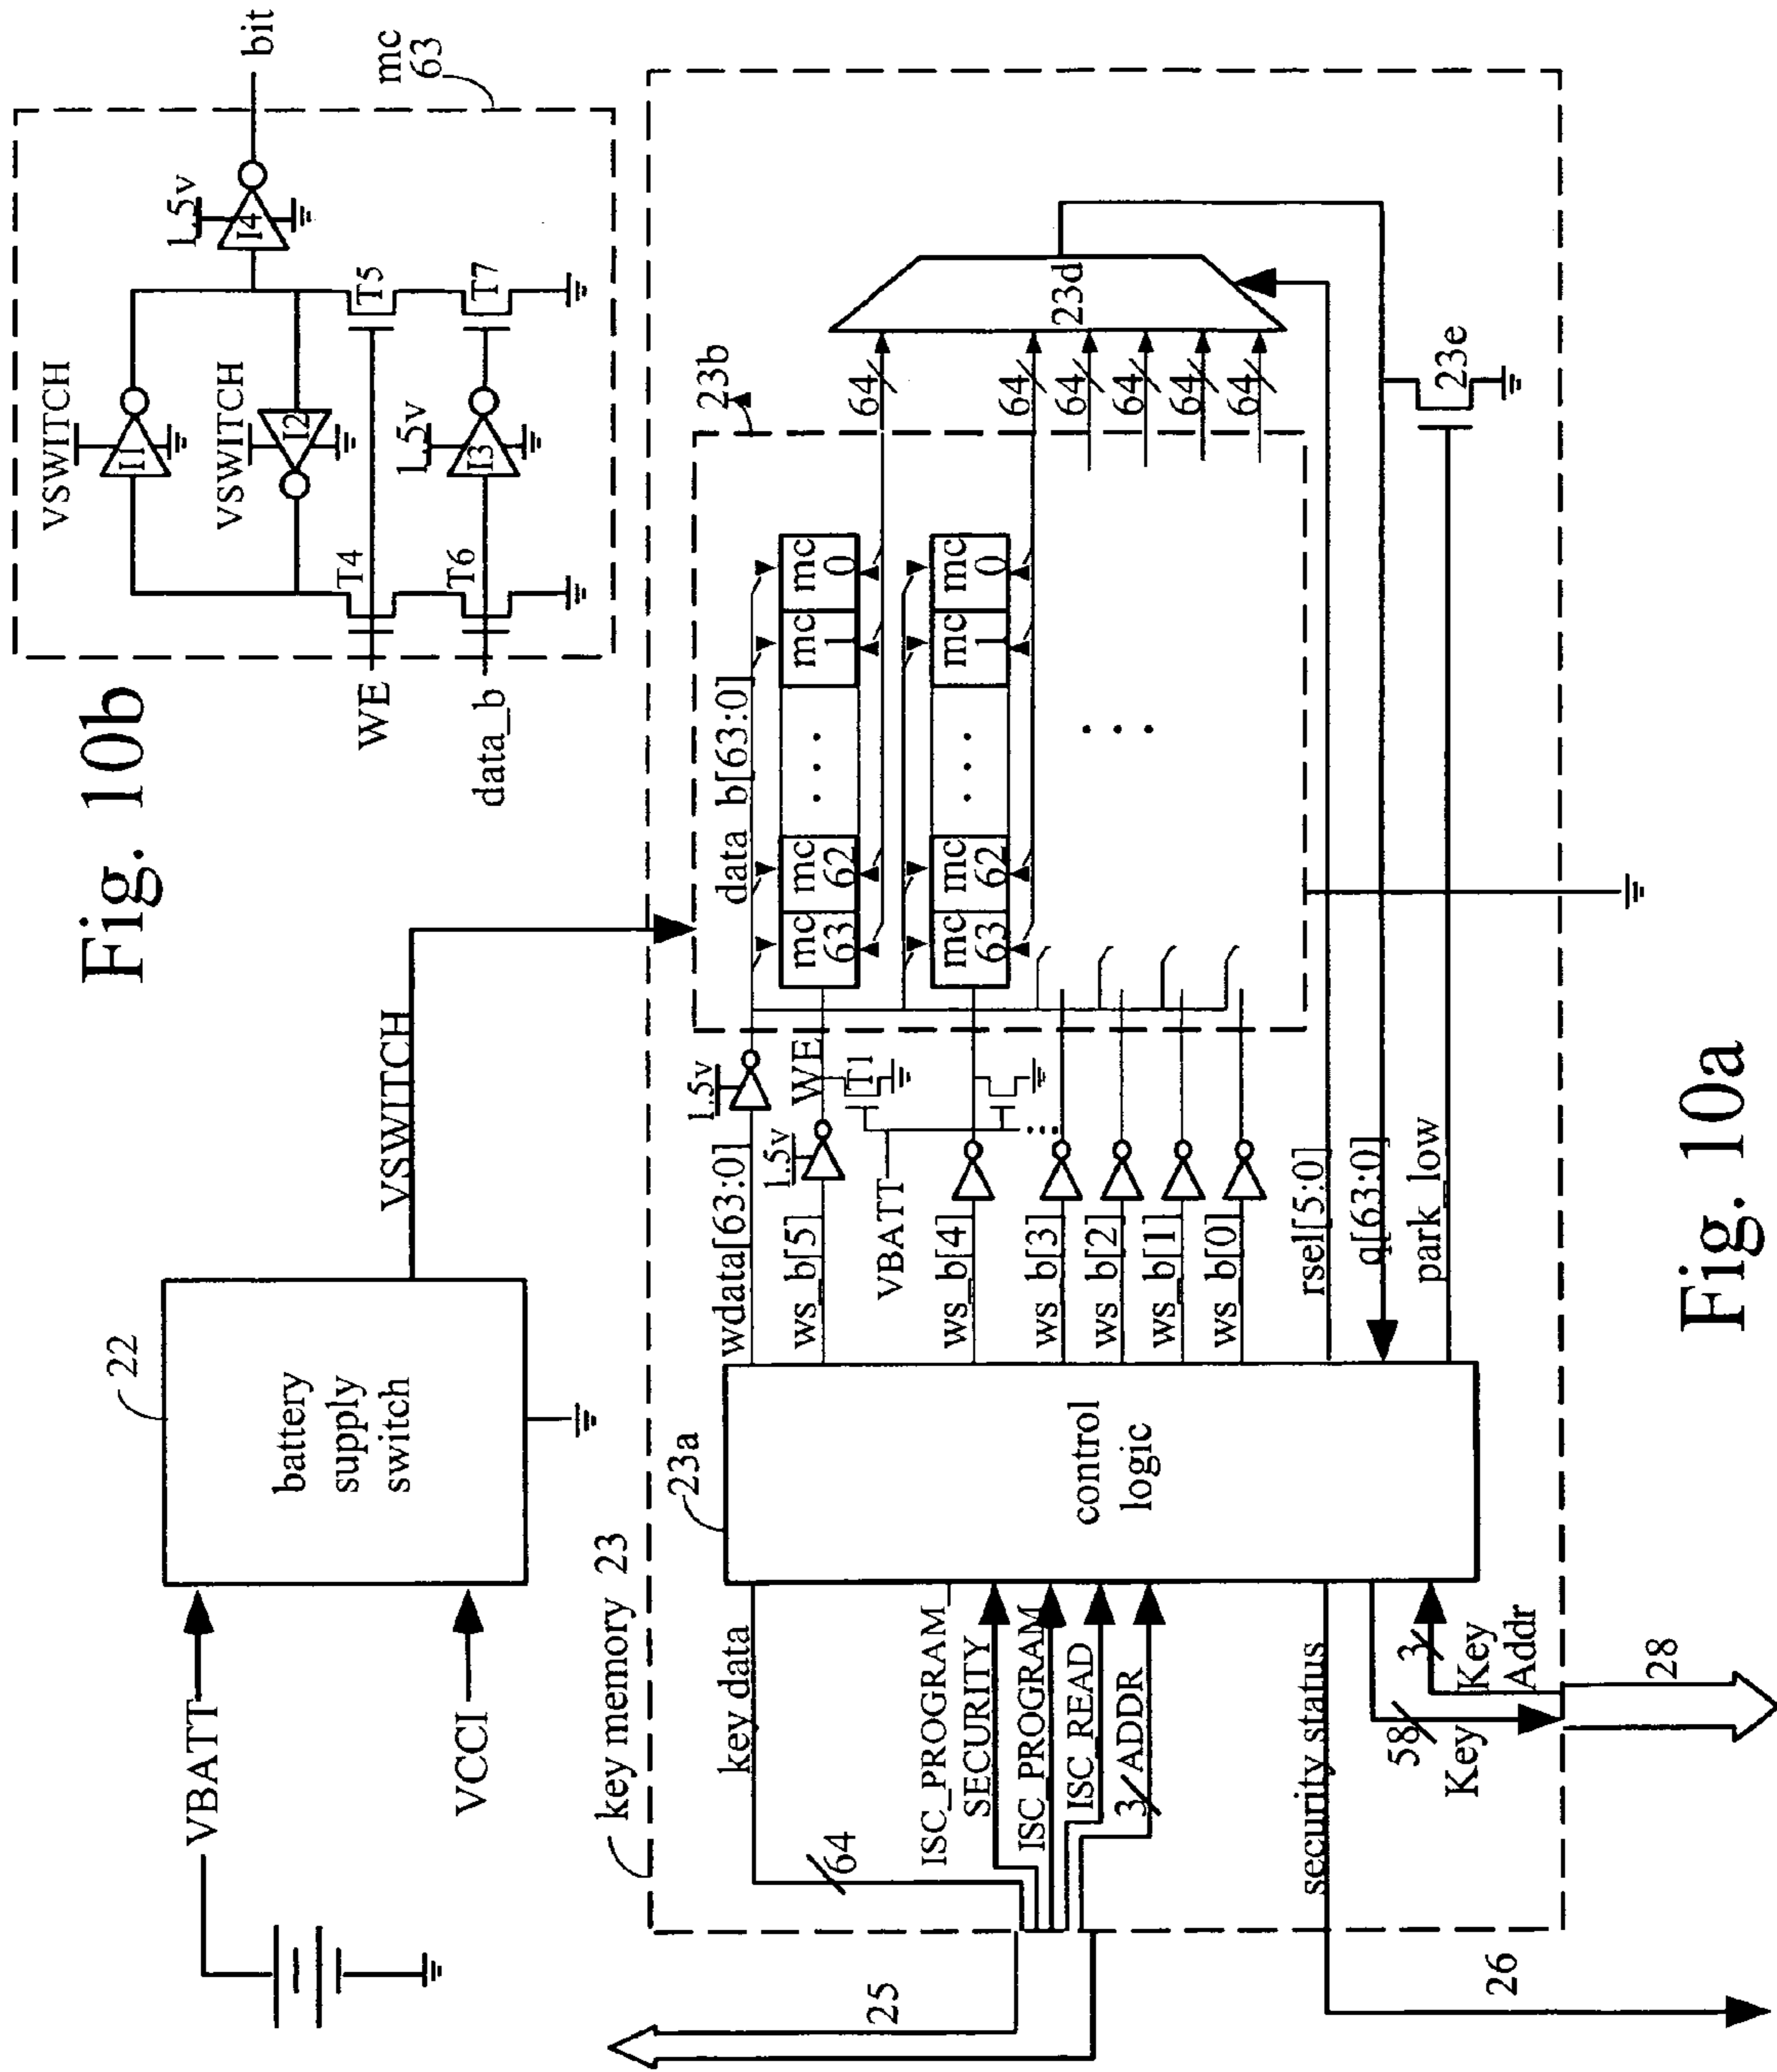 Fig. 10b
VSWITCH
I1
VSWITCH
I2
1.5v
I4
bit
mc
63
T4
T5
1.5v
I3
T6
T7
WE
data_b
VBATT
VCCI
22
battery
supply
switch
VSWITCH
key memory 23
23a
control
logic
key data
64
ISC_PROGRAM_
SECURITY
ISC_PROGRAM
ISC_READ
3
ADDR
security status
58
Key
3
Key
Addr
25
26
28
wdata[63:0]
1.5v
data_b[63:0]
23b
ws_b[5]
1.5v
WE
T1
VBATT
ws_b[4]
ws_b[3]
ws_b[2]
ws_b[1]
ws_b[0]
mc
63
mc
62
. . .
mc
1
mc
0
mc
63
mc
62
. . .
mc
1
mc
0
. . .
64
64
64
64
64
64
23d
rsel[5:0]
q[63:0]
park_low
23e
Fig. 10a